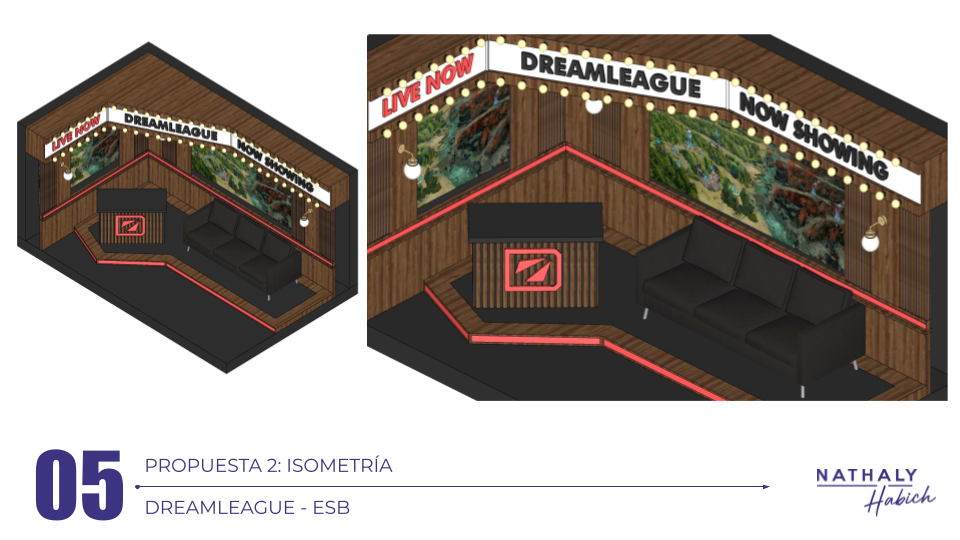 LIVE NOW
DREAMLEAGUE
NOW SHOWING
LIVE NOW
DREAMLEAGUE
NOW SHOWING
05
PROPUESTA 2: ISOMETRÍA
DREAMLEAGUE - ESB
NATHALY
Habich